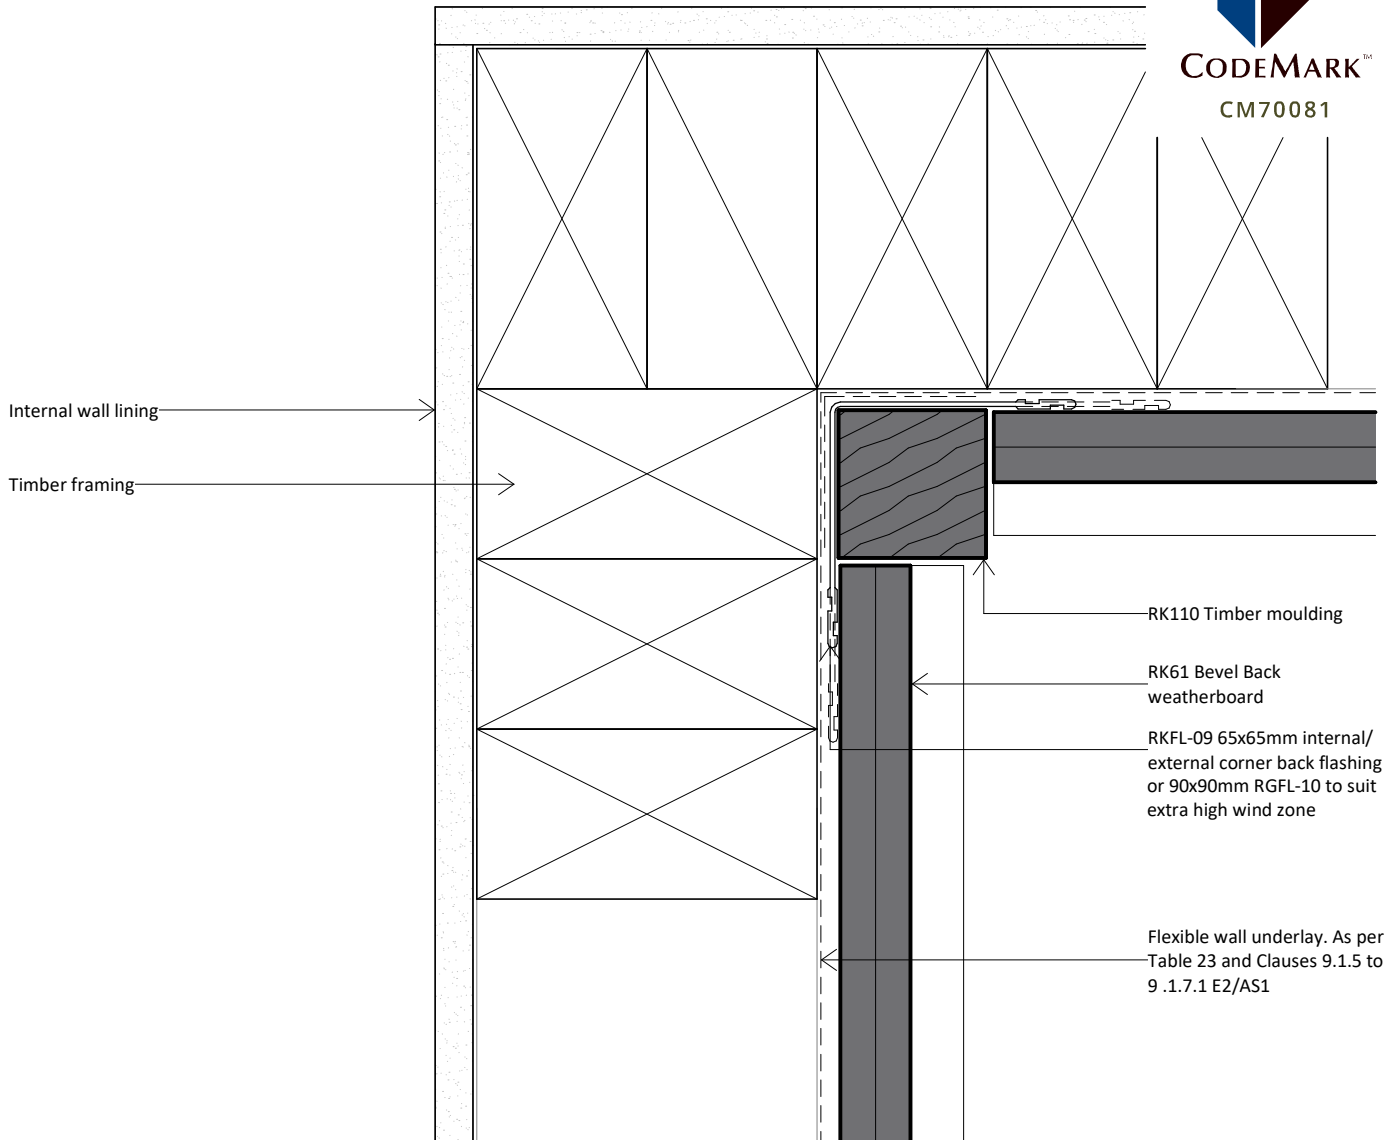 CODEMARK™
CM70081
Internal wall lining
Timber framing
RK110 Timber moulding
RK61 Bevel Back
weatherboard
RKFL-09 65x65mm internal/
external corner back flashing
or 90x90mm RGFL-10 to suit
extra high wind zone
Flexible wall underlay. As per
Table 23 and Clauses 9.1.5 to
9 .1.7.1 E2/AS1